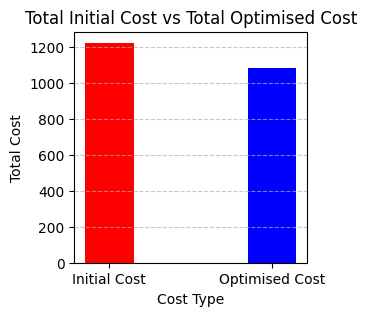 Total Initial Cost vs Total Optimised Cost
Total Cost
1200
1000
800
600
400
200
0
Initial Cost
Optimised Cost
Cost Type